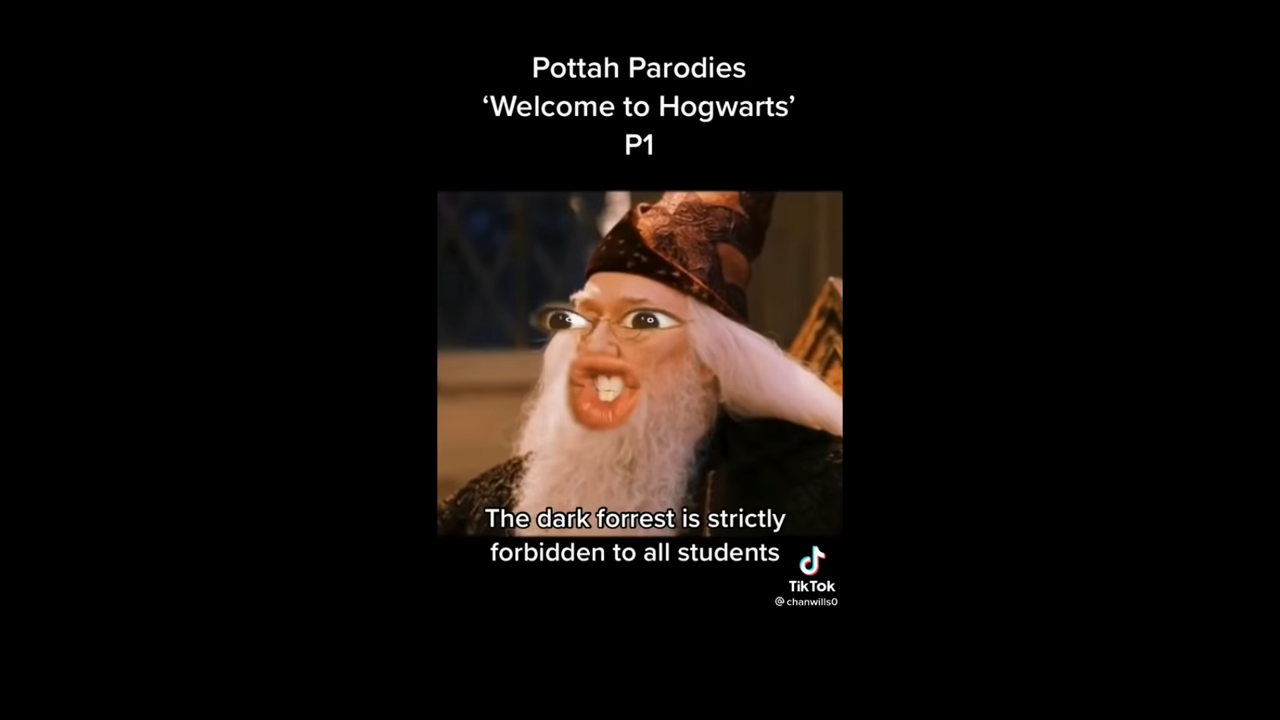 Pottah Parodies
‘Welcome to Hogwarts’
P1
The dark forrest is strictly
forbidden to all students
TikTok
@chanwills0